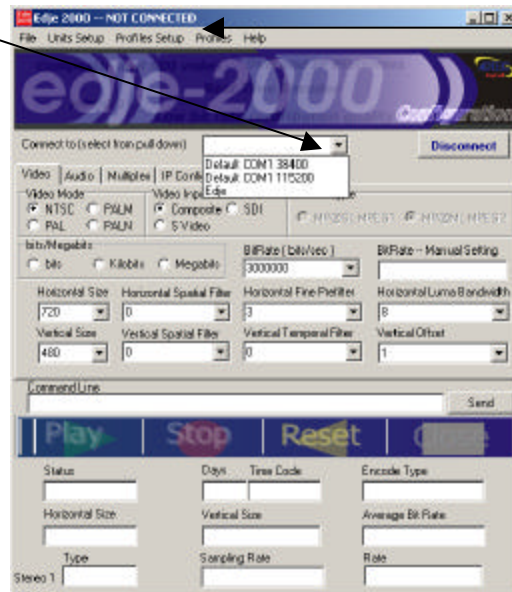 Edje 2000 -- NOT CONNECTED
File Units Setup Profiles Setup Profiles Help
edje-2000
Configuration
Connect to (select from pull down)
Disconnect
Default COM1 38400
Default COM1 115200
Edje
Video Audio Multiplex IP
Video Mode
NTSC PALM
PAL PALN
Video
Composite SDI
S Video
MPEG1 MPEG2
bits/Megabits
bits Kilobits Megabits
BitRate ( bits/sec )
3000000
BitRate -- Manual Setting
Horizontal Size Horizontal Spatial Filter Horizontal Fine Prefilter Horizontal Luma Bandwidth
720 0 3 8
Vertical Size Vertical Spatial Filter Vertical Temporal Filter Vertical Offset
480 0 0 1
Command Line
Send
Play Stop Reset Close
Status Days Time Code Encode Type
Horizontal Size Vertical Size Average Bit Rate
Type Sampling Rate Rate
Stereo 1